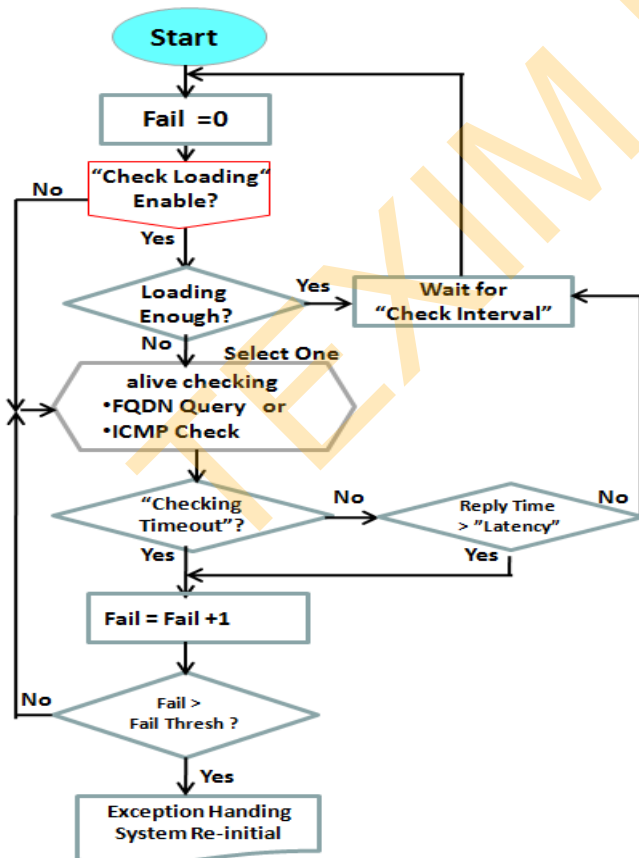 Start
Fail =0
No
“Check Loading“
Enable?
Yes
Loading
Enough?
Yes
Wait for
“Check Interval”
No
Select One
alive checking
•FQDN Query or
•ICMP Check
“Checking
Timeout”?
No
Reply Time
> ”Latency”
No
Yes
Yes
Fail = Fail +1
No
Fail >
Fail Thresh ?
Yes
Exception Handing
System Re-initial
TEXIM